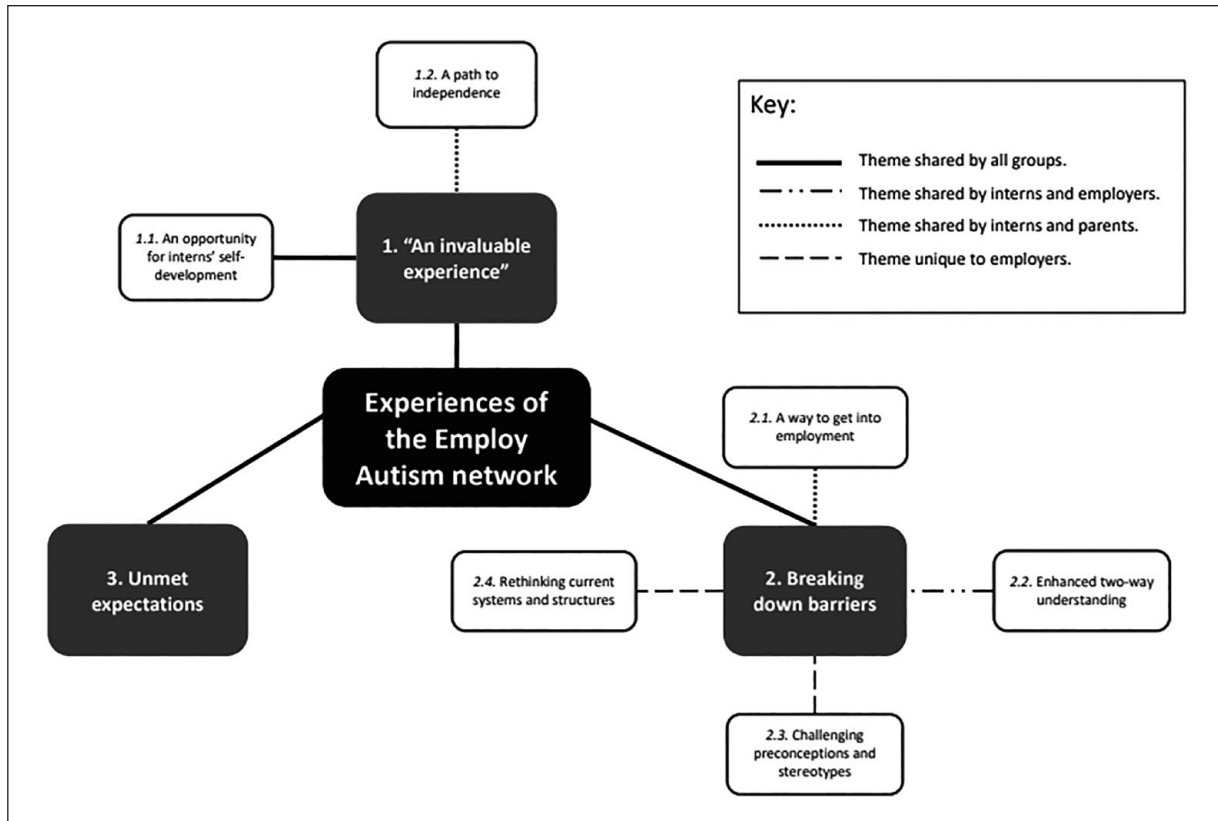 1.2. A path to
independence
Key:
Theme shared by all groups.
Theme shared by interns and employers.
Theme shared by interns and parents.
Theme unique to employers.
1.1. An opportunity
for interns' self-
development
1. "An invaluable
experience"
Experiences of
the Employ
Autism network
2.1. A way to get into
employment
3. Unmet
expectations
2.4. Rethinking current
systems and structures
2. Breaking
down barriers
2.2. Enhanced two-way
understanding
2.3. Challenging
preconceptions and
stereotypes